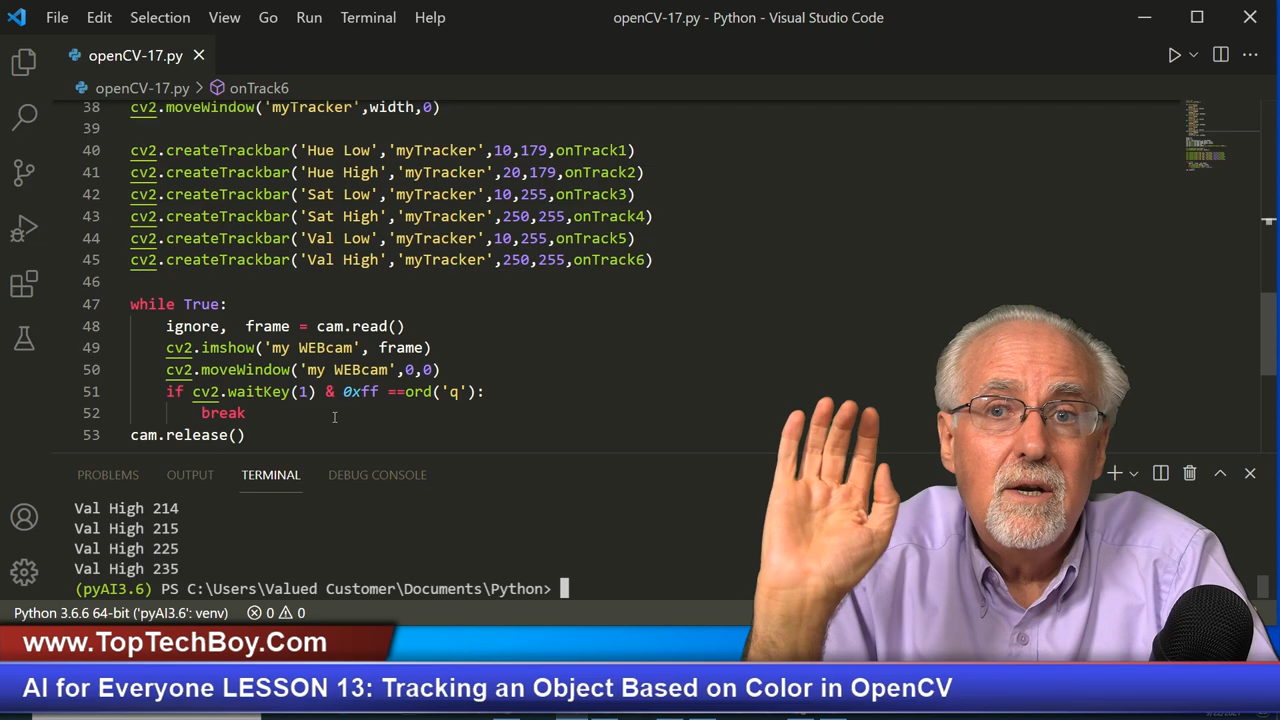 File Edit Selection View Go Run Terminal Help openCV-17.py - Python - Visual Studio Code
openCV-17.py
openCV-17.py > onTrack6
38 cv2.moveWindow('myTracker',width,0)
39
40 cv2.createTrackbar('Hue Low','myTracker',10,179,onTrack1)
41 cv2.createTrackbar('Hue High','myTracker',20,179,onTrack2)
42 cv2.createTrackbar('Sat Low','myTracker',10,255,onTrack3)
43 cv2.createTrackbar('Sat High','myTracker',250,255,onTrack4)
44 cv2.createTrackbar('Val Low','myTracker',10,255,onTrack5)
45 cv2.createTrackbar('Val High','myTracker',250,255,onTrack6)
46
47 while True:
48 ignore, frame = cam.read()
49 cv2.imshow('my WEBcam', frame)
50 cv2.moveWindow('my WEBcam',0,0)
51 if cv2.waitKey(1) & 0xff ==ord('q'):
52 break
53 cam.release()
PROBLEMS OUTPUT TERMINAL DEBUG CONSOLE
Val High 214
Val High 215
Val High 225
Val High 235
(pyAI3.6) PS C:\Users\Valued Customer\Documents\Python>
Python 3.6.6 64-bit ('pyAI3.6': venv) 0 0
www.TopTechBoy.Com
AI for Everyone LESSON 13: Tracking an Object Based on Color in OpenCV